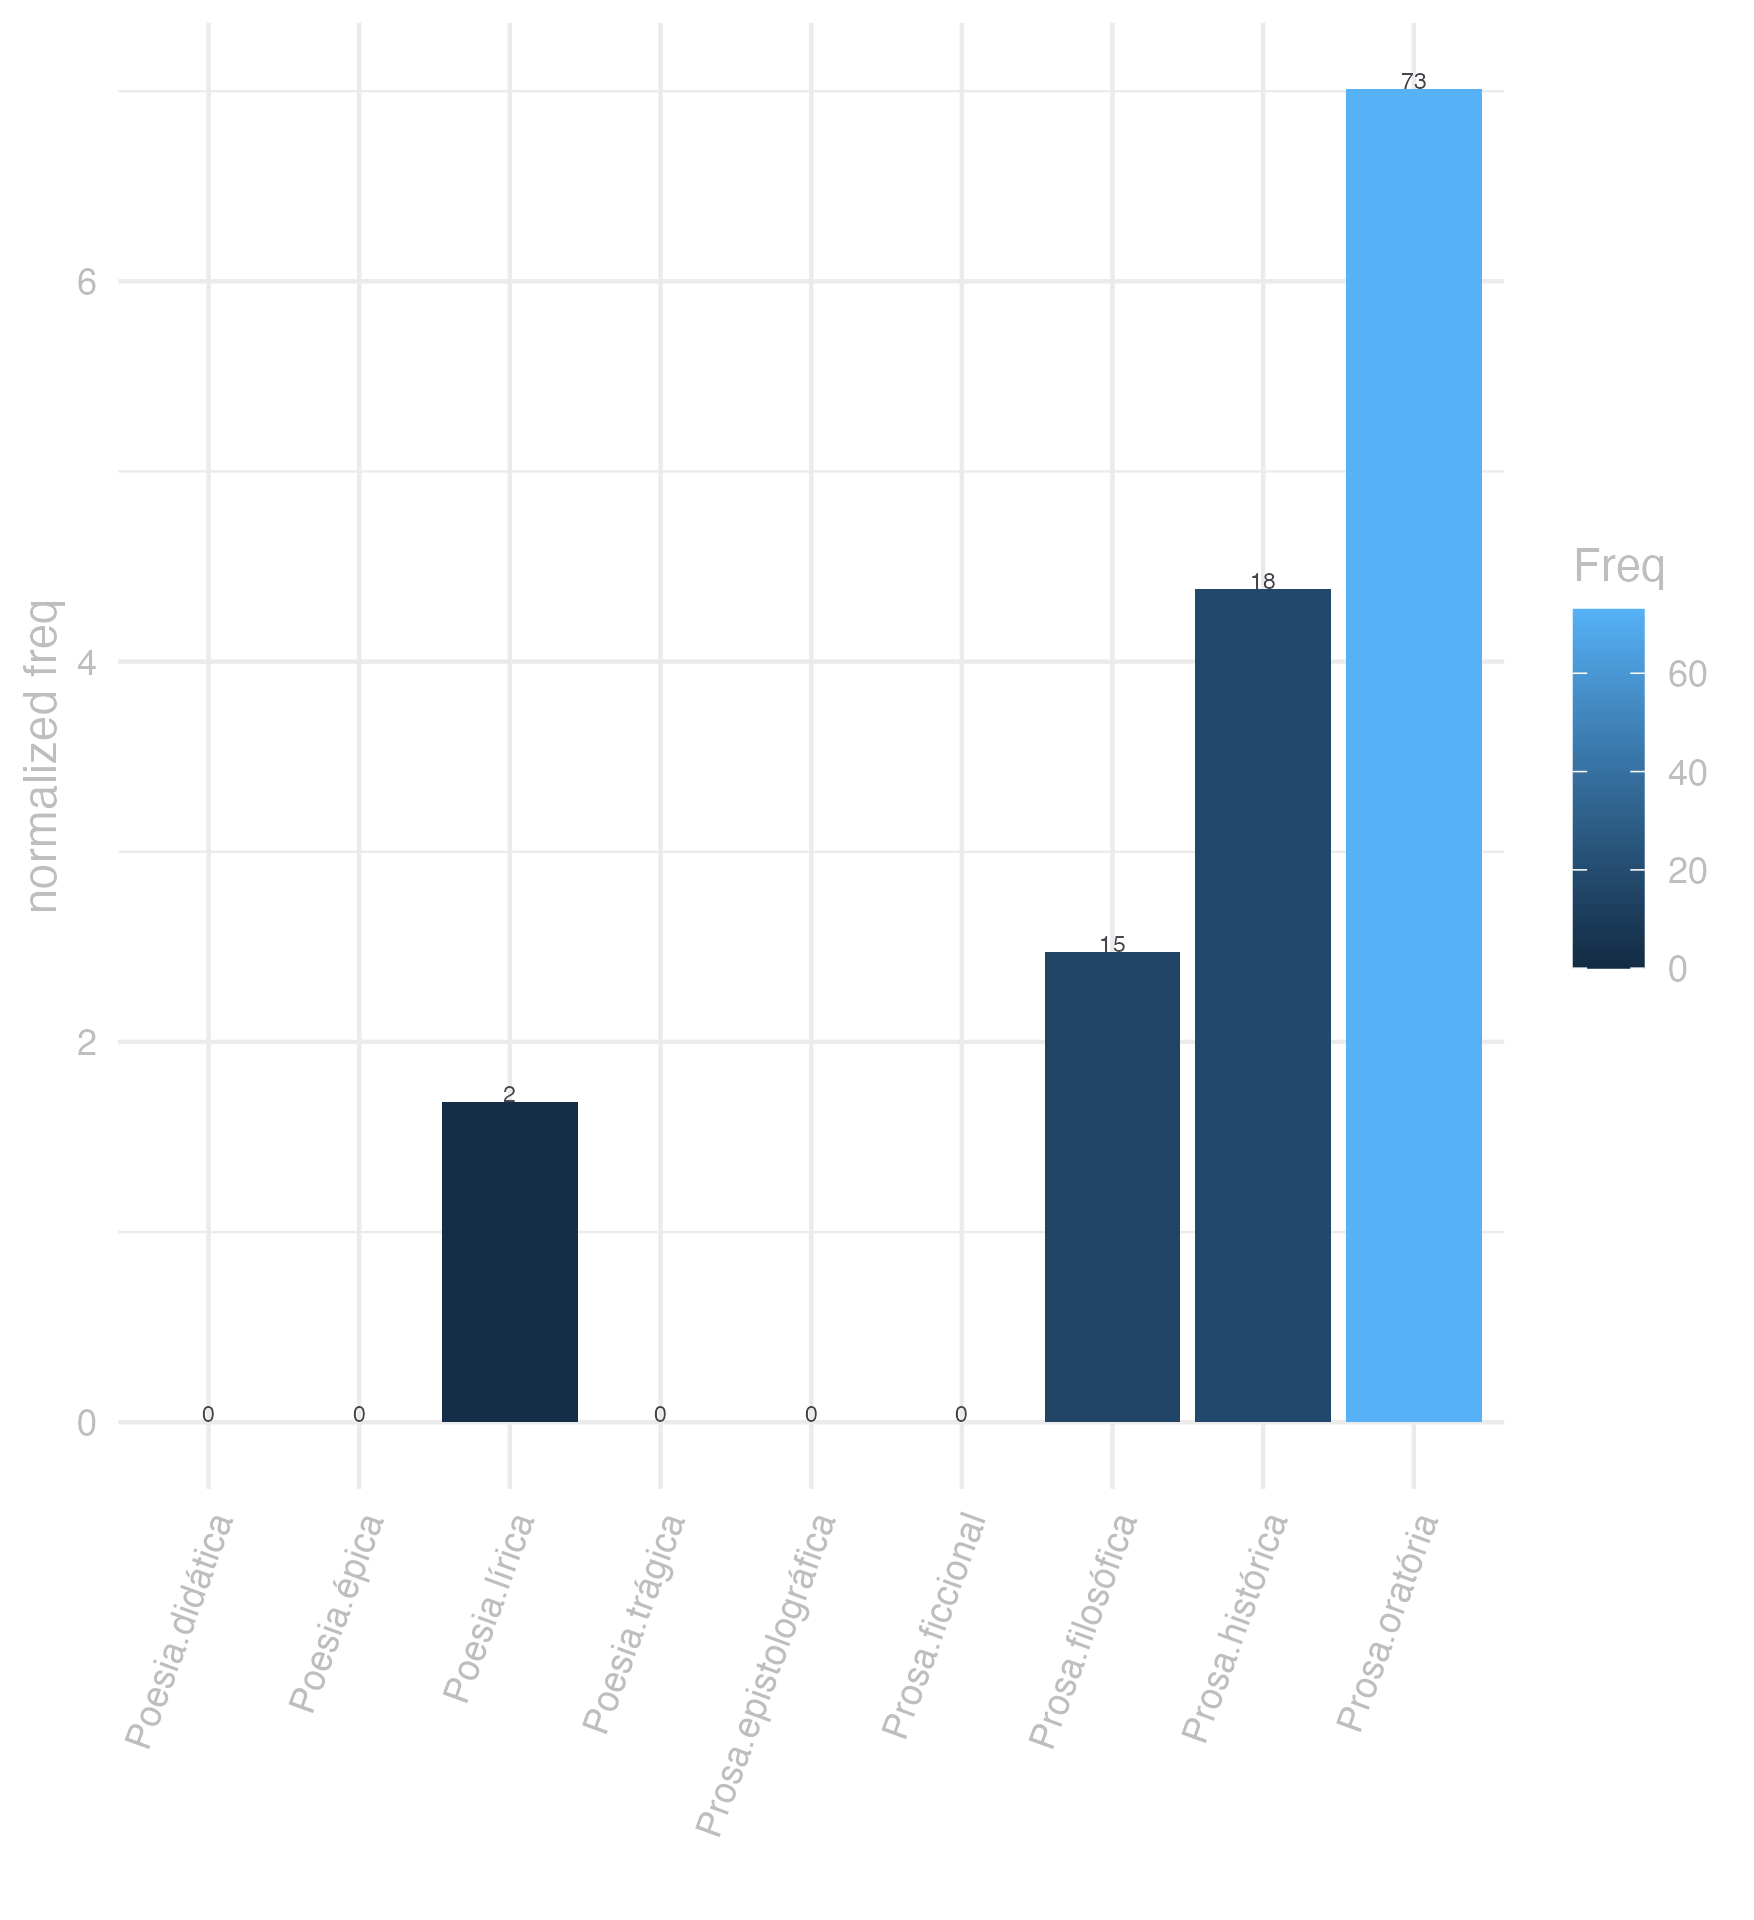 73
6
18
Freq
4
60
normalized freq
40
20
15
0
2
2
0
0
0
0
0
0
Poesia.didática
Poesia.épica
Poesia.lírica
Poesia.trágica
Prosa.epistolográfica
Prosa.ficcional
Prosa.filosófica
Prosa.histórica
Prosa.oratória